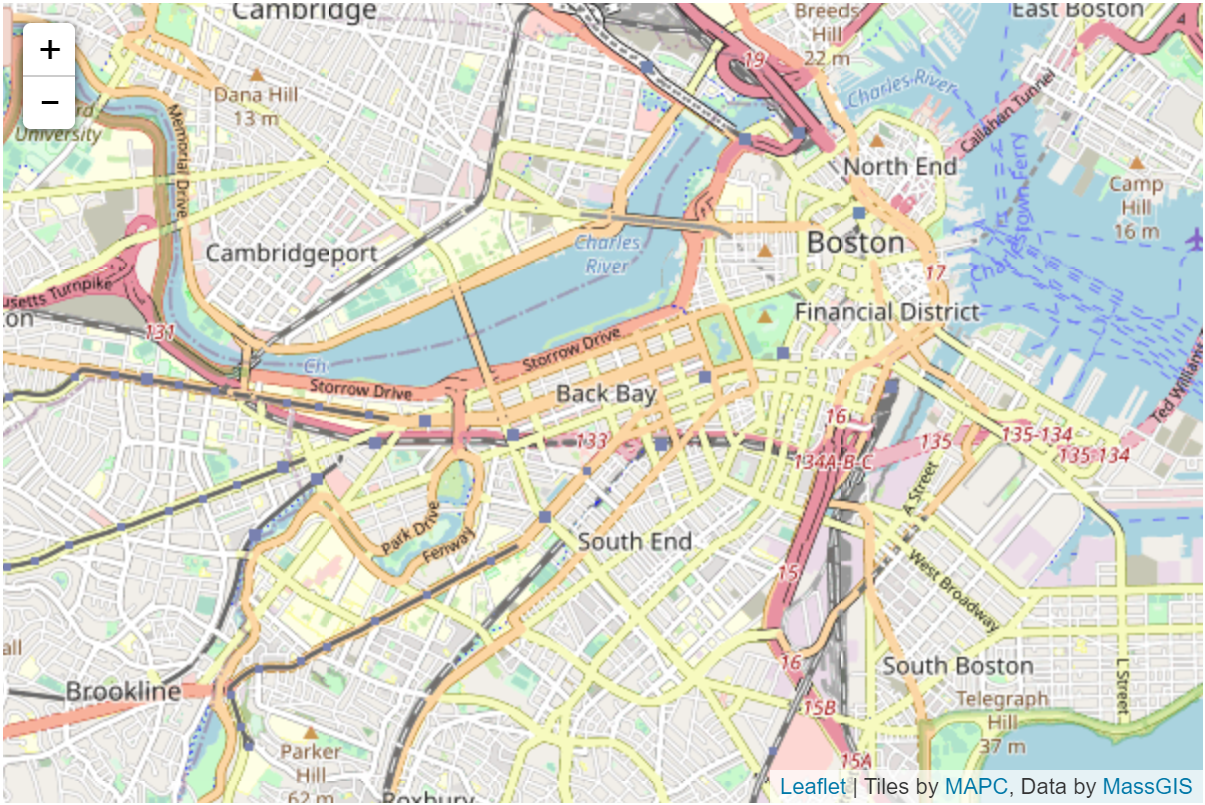 Cambridge
Breeds
Hill
22 m
East Boston
4
+
−
19
Dana Hill
13 m
Charles River
University
Memorial Drive
Callahan Tunnel
North End
Charlestown Ferry
Camp
Hill
16 m
Cambridgeport
Charles
River
Boston
17
usetts Turnpike
ton
131
Financial District
Storrow Drive
Ch
Storrow Drive
Back Bay
Ted Williams
16
133
135
135-134
135-134
134A-B-C
A Street
Park Drive
Fenway
South End
15
West Broadway
all
16
South Boston
Brookline
L Street
Telegraph
Hill
37 m
15B
Parker
Hill
62 m
15A
Roxbury
Leaflet | Tiles by MAPC, Data by MassGIS